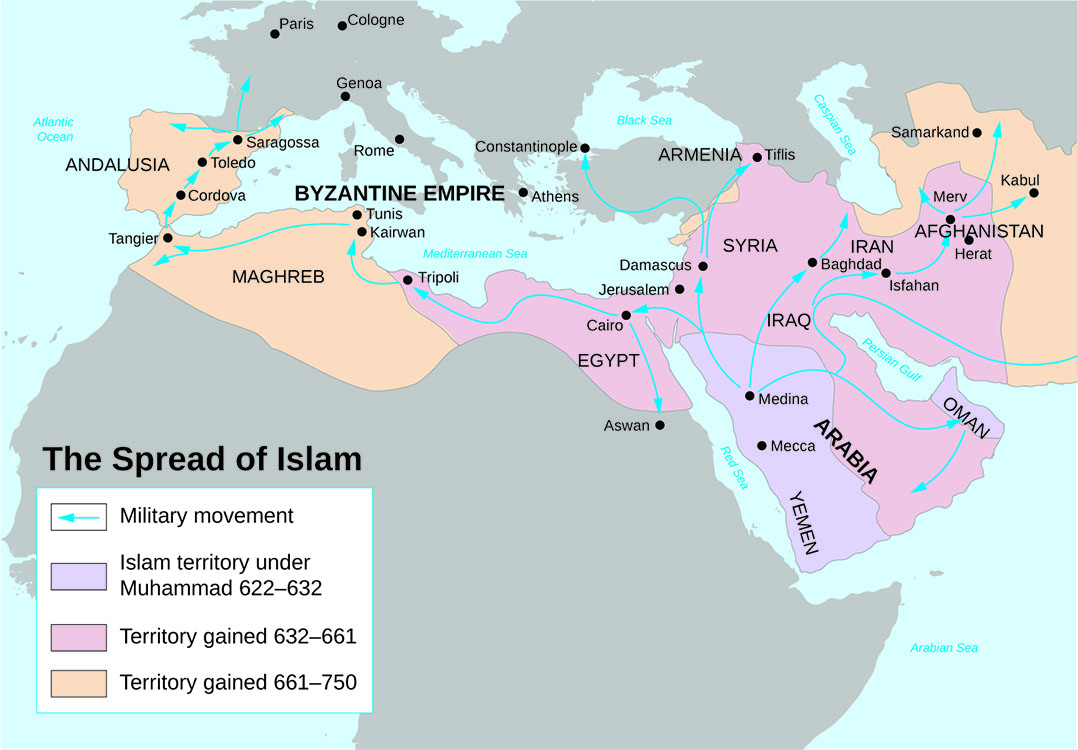 Paris
Cologne
Genoa
Atlantic
Ocean
Black Sea
Caspian Sea
Samarkand
Saragossa
Rome
Constantinople
ARMENIA
Tiflis
ANDALUSIA
Toledo
Kabul
Cordova
BYZANTINE EMPIRE
Athens
Merv
Tunis
Tangier
Kairwan
AFGHANISTAN
SYRIA
IRAN
Herat
Mediterranean Sea
Damascus
Baghdad
MAGHREB
Tripoli
Jerusalem
Isfahan
Cairo
IRAQ
EGYPT
Persian Gulf
Medina
OMAN
Aswan
Mecca
ARABIA
Red Sea
YEMEN
Arabian Sea
The Spread of Islam
Military movement
Islam territory under
Muhammad 622–632
Territory gained 632–661
Territory gained 661–750